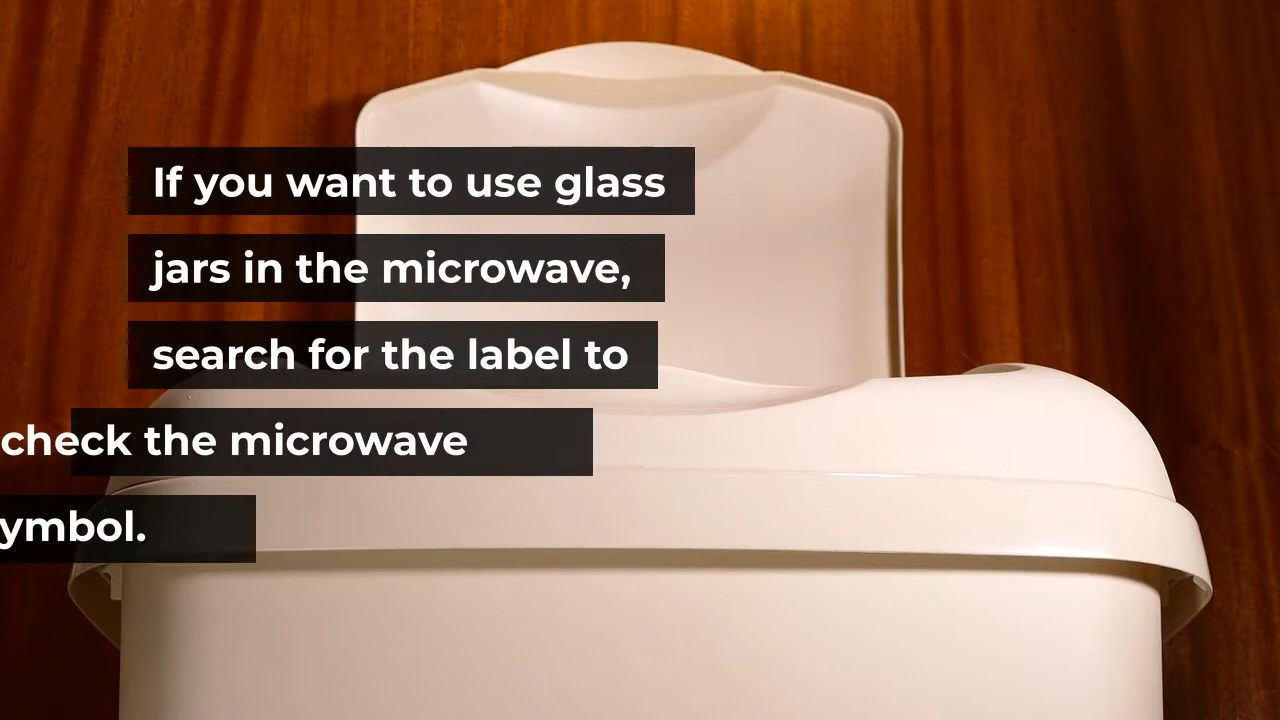 If you want to use glass
jars in the microwave,
search for the label to
check the microwave
ymbol.